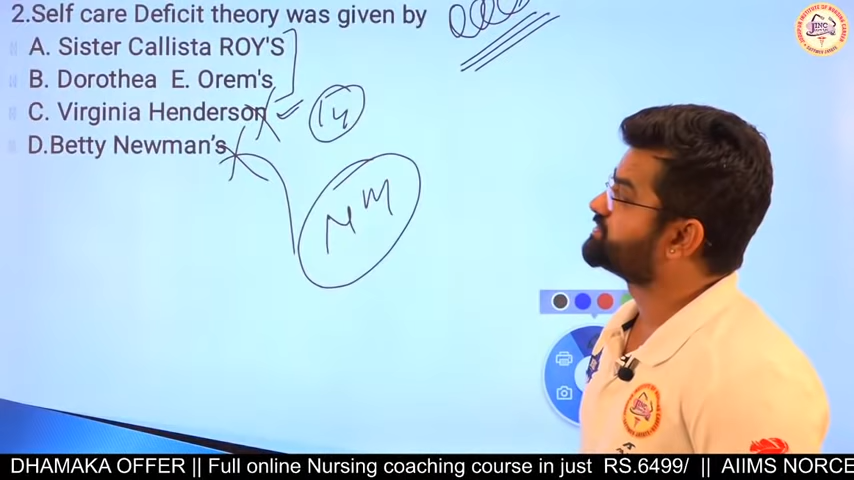 2.Self care Deficit theory was given by
A. Sister Callista ROY'S
B. Dorothea E. Orem's
C. Virginia Henderson
14
D.Betty Newman's
NM
DHAMAKA OFFER || Full online Nursing coaching course in just RS.6499/ || AIIMS NORCE